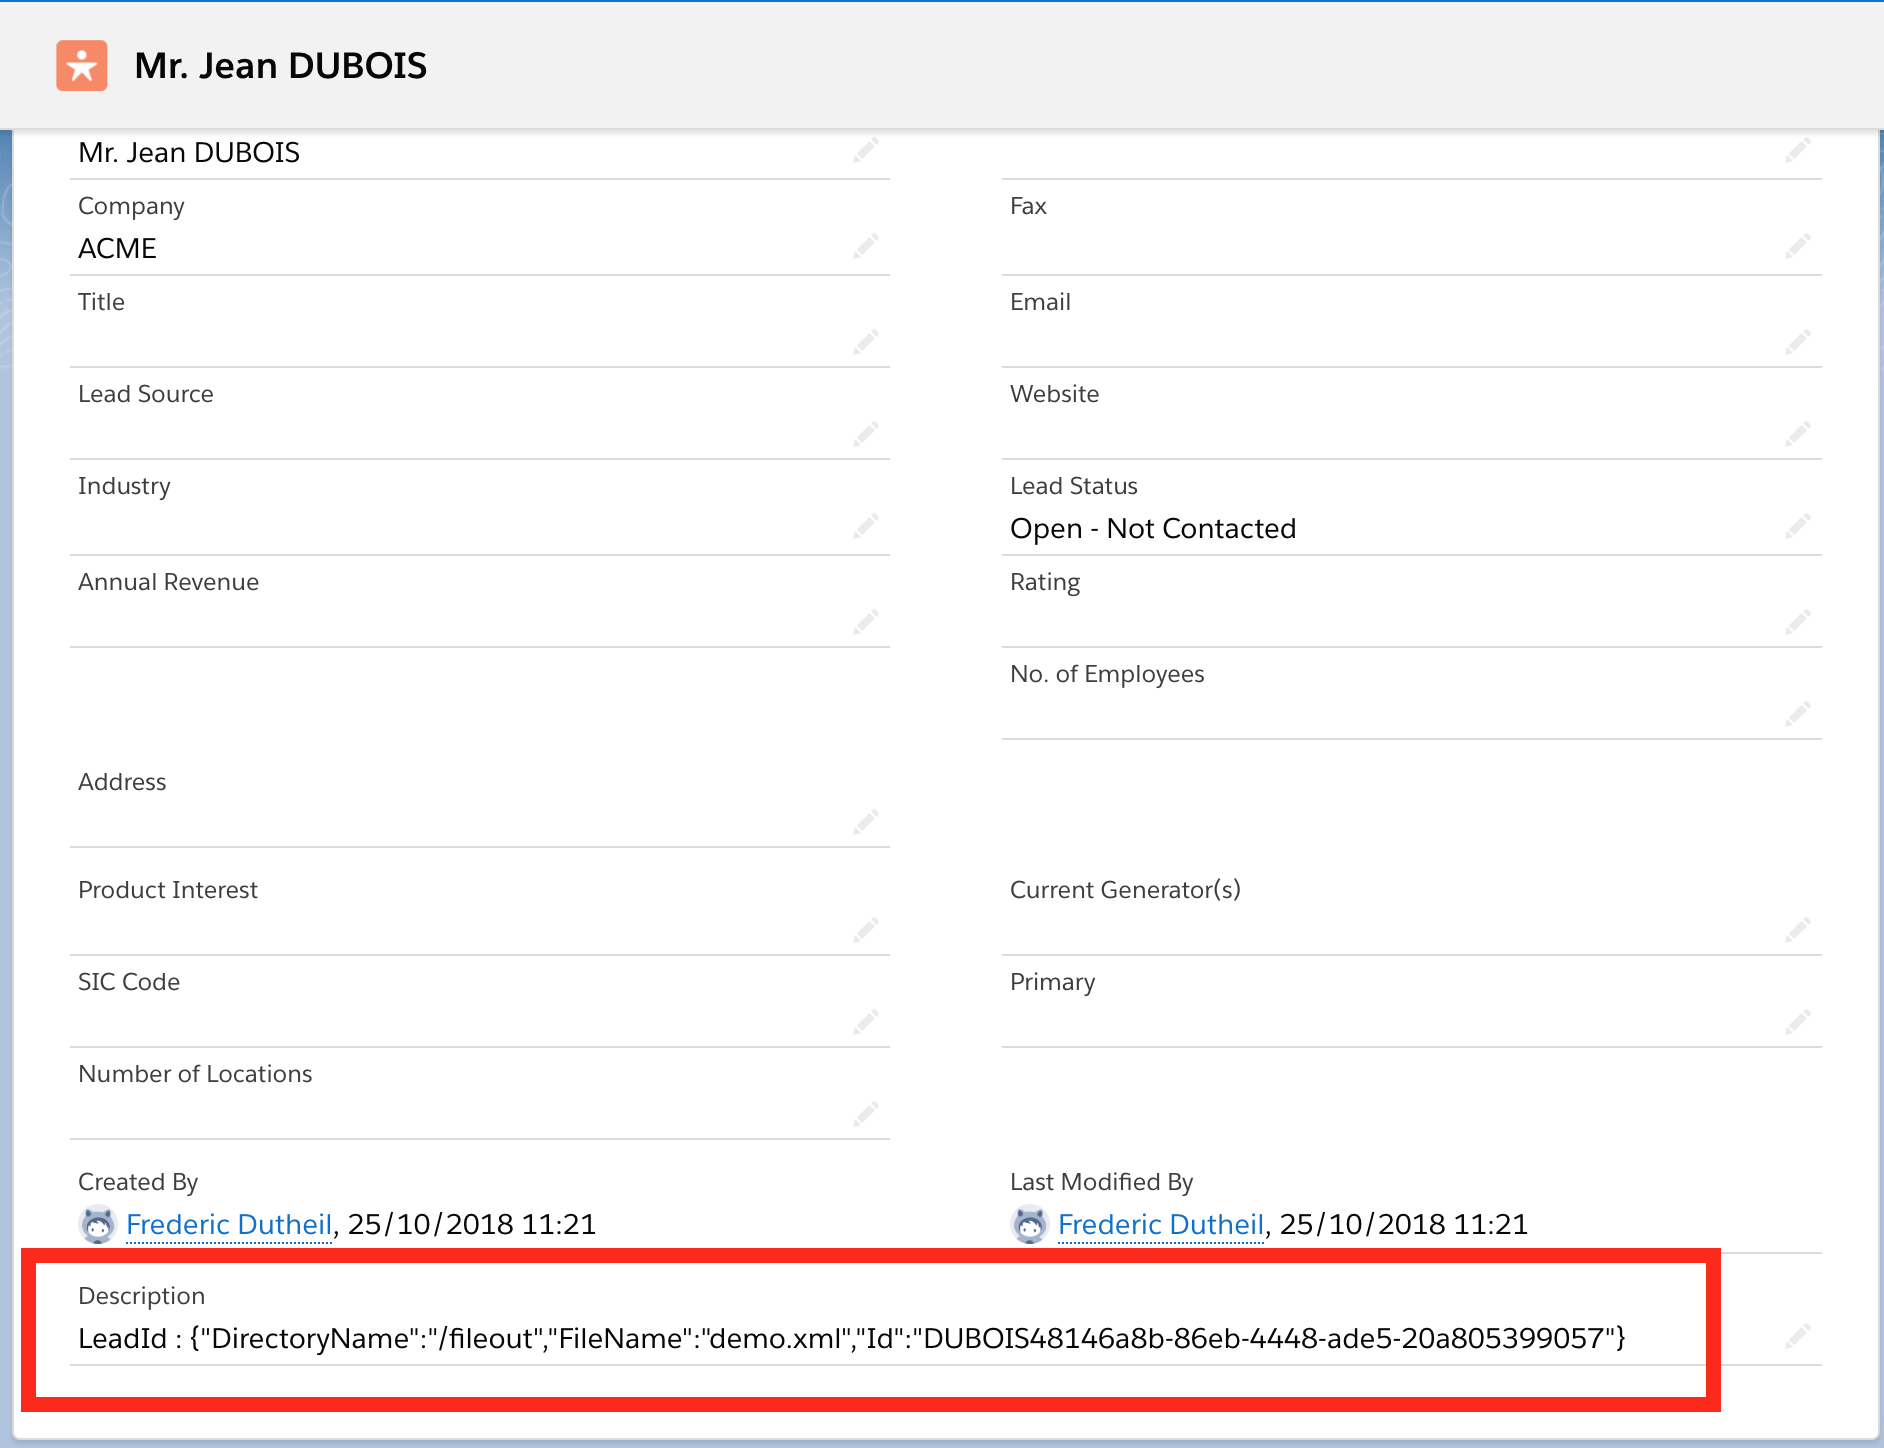 Mr. Jean DUBOIS
Mr. Jean DUBOIS
Company
ACME
Fax
Title
Email
Lead Source
Website
Industry
Lead Status
Open - Not Contacted
Annual Revenue
Rating
No. of Employees
Address
Product Interest
Current Generator(s)
SIC Code
Primary
Number of Locations
Created By
Frederic Dutheil, 25/10/2018 11:21
Last Modified By
Frederic Dutheil, 25/10/2018 11:21
Description
LeadId : {"DirectoryName":"/fileout","FileName":"demo.xml","Id":"DUBOIS48146a8b-86eb-4448-ade5-20a805399057"}